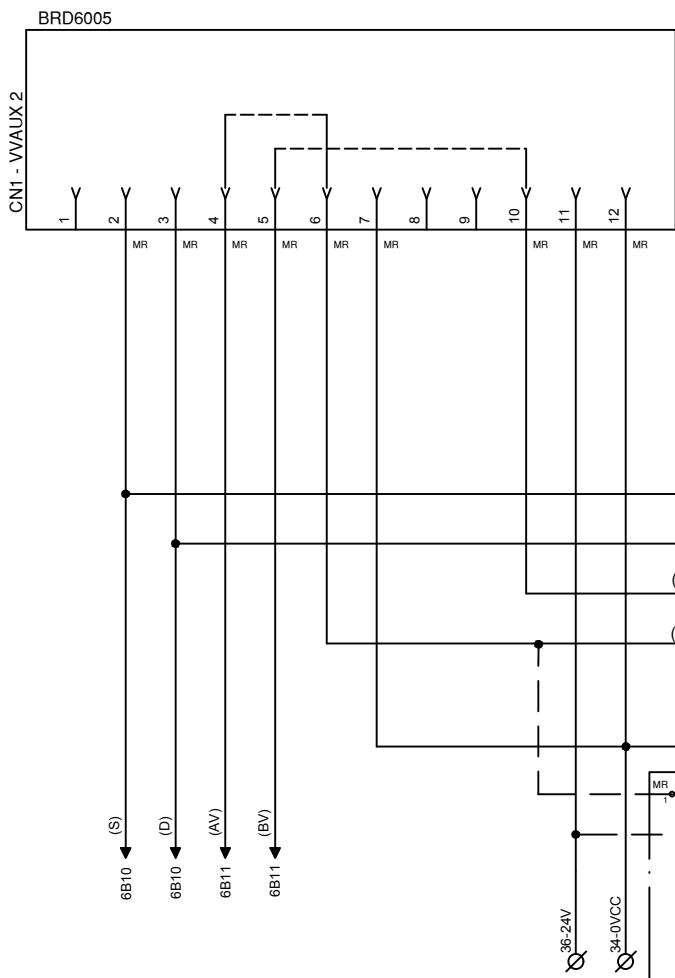 BRD6005
CN1 - VVAUX 2
1
2
3
4
5
6
7
8
9
10
11
12
MR
MR
MR
MR
MR
MR
MR
MR
MR
(
(
MR
1
(S)
(D)
(AV)
(BV)
6B10
6B10
6B11
6B11
36-24V
34-0VCC